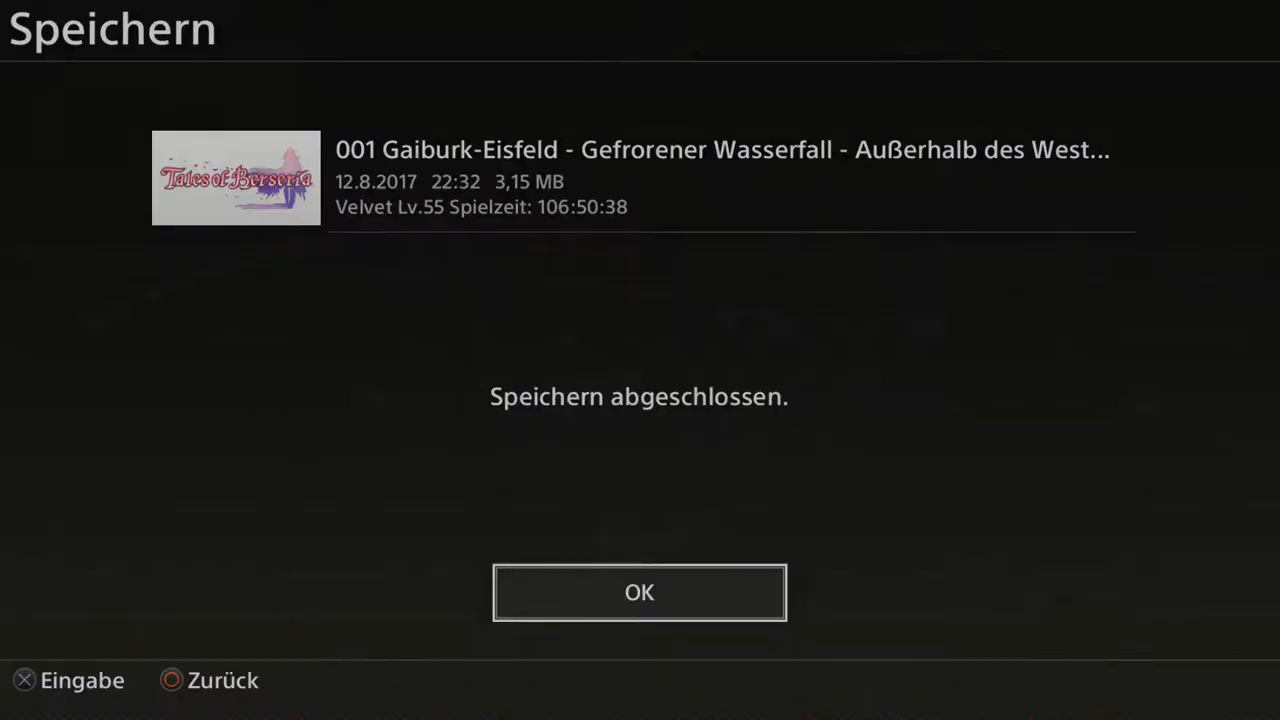 Speichern
Tales of Berseria
001 Gaiburk-Eisfeld - Gefrorener Wasserfall - Außerhalb des West...
12.8.2017 22:32 3,15 MB
Velvet Lv.55 Spielzeit: 106:50:38
Speichern abgeschlossen.
OK
Eingabe Zurück